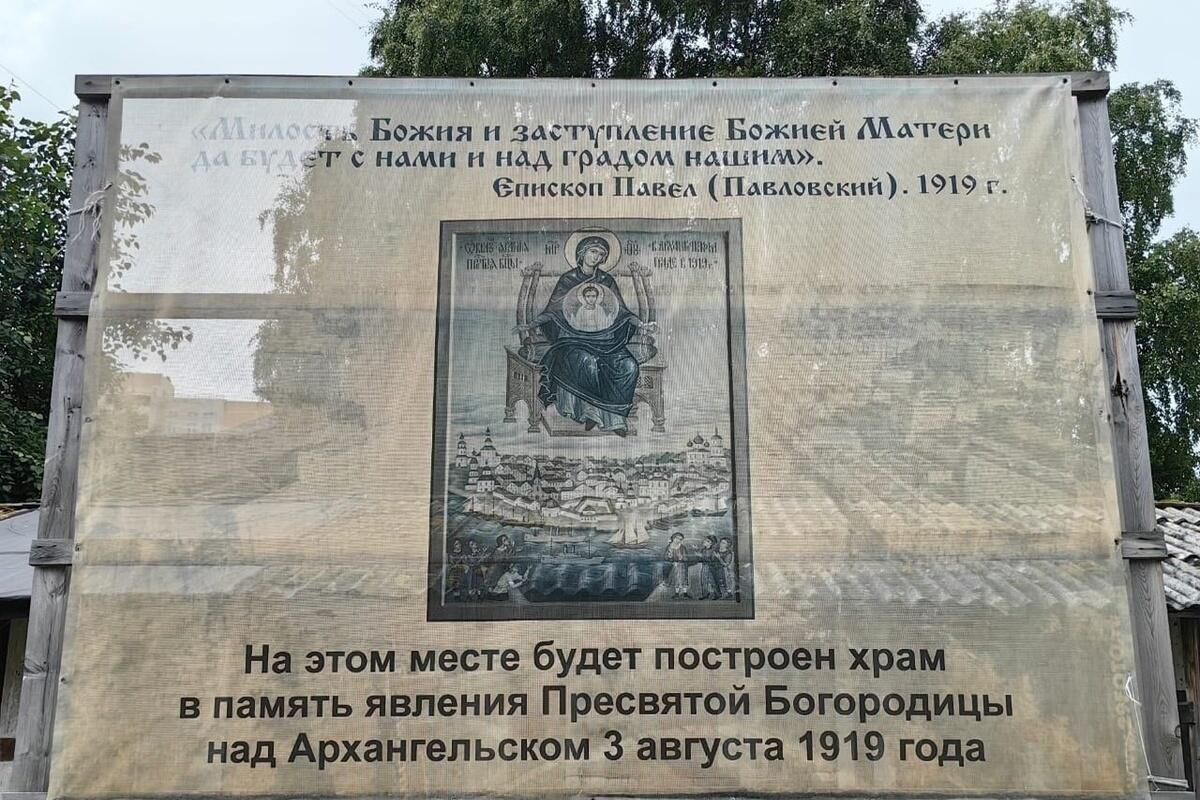 «Милость Божия и заступление Божией Матери
да будет с нами и над градом нашим».
Епископ Павел (Павловский). 1919 г.
На этом месте будет построен храм
в память явления Пресвятой Богородицы
над Архангельском 3 августа 1919 года